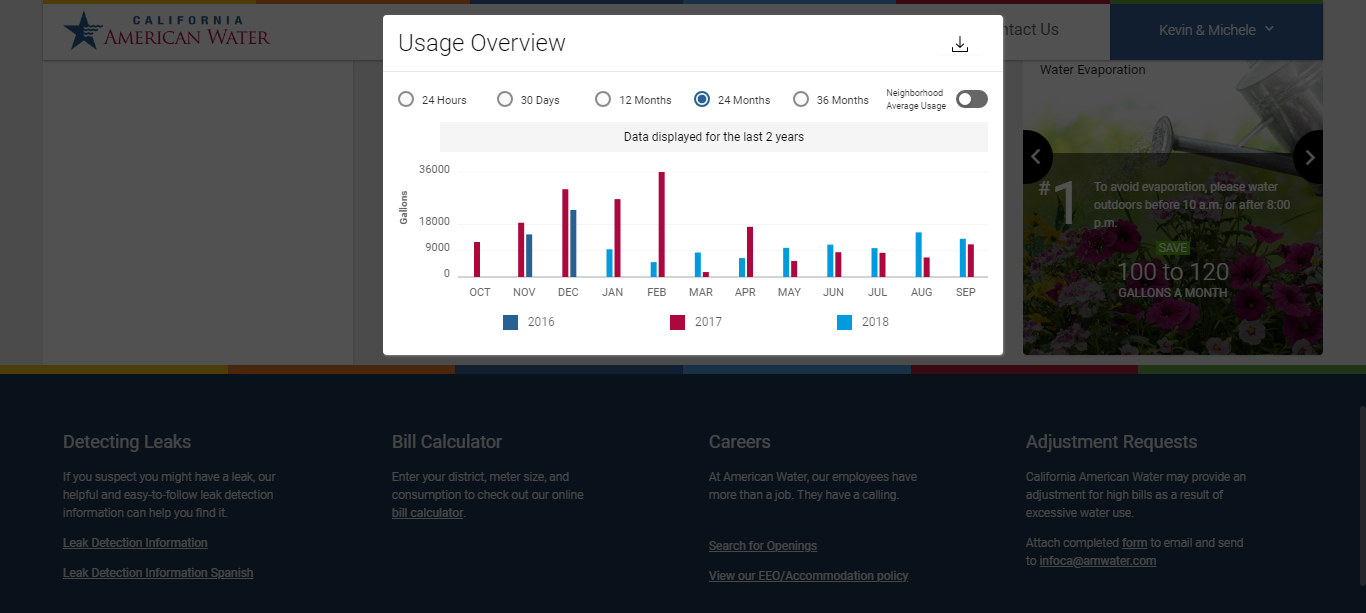 CALIFORNIA
AMERICAN WATER
ntact Us
Kevin & Michele
Usage Overview
24 Hours
30 Days
12 Months
24 Months
36 Months
Neighborhood
Average Usage
Data displayed for the last 2 years
36000
18000
9000
0
Gallons
OCT NOV DEC JAN FEB MAR APR MAY JUN JUL AUG SEP
2016 2017 2018
Water Evaporation
#1
To avoid evaporation, please water
outdoors before 10 a.m. or after 8:00
p.m.
SAVE
100 to 120
GALLONS A MONTH
Detecting Leaks
If you suspect you might have a leak, our
helpful and easy-to-follow leak detection
information can help you find it.
Leak Detection Information
Leak Detection Information Spanish
Bill Calculator
Enter your district, meter size, and
consumption to check out our online
bill calculator.
Careers
At American Water, our employees have
more than a job. They have a calling.
Search for Openings
View our EEO/Accommodation policy
Adjustment Requests
California American Water may provide an
adjustment for high bills as a result of
excessive water use.
Attach completed form to email and send
to infoca@amwater.com